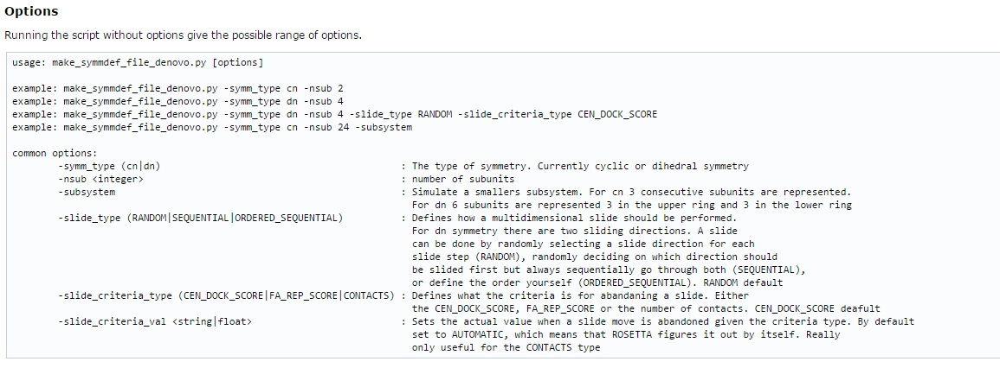 Options
Running the script without options give the possible range of options.
usage: make_symmdef_file_denovo.py [options]
example: make_symmdef_file_denovo.py -symm_type cn -nsub 2
example: make_symmdef_file_denovo.py -symm_type dn -nsub 4
example: make_symmdef_file_denovo.py -symm_type dn -nsub 4 -slide_type RANDOM -slide_criteria_type CEN_DOCK_SCORE
example: make_symmdef_file_denovo.py -symm_type cn -nsub 24 -subsystem
common options:
-symm_type (cn|dn) : The type of symmetry. Currently cyclic or dihedral symmetry
-nsub <integer> : number of subunits
-subsystem : Simulate a smallers subsystem. For cn 3 consecutive subunits are represented.
For dn 6 subunits are represented 3 in the upper ring and 3 in the lower ring
-slide_type (RANDOM|SEQUENTIAL|ORDERED_SEQUENTIAL) : Defines how a multidimensional slide should be performed.
For dn symmetry there are two sliding directions. A slide
can be done by randomly selecting a slide direction for each
slide step (RANDOM), randomly deciding on which direction should
be slided first but always sequentially go through both (SEQUENTIAL),
or define the order yourself (ORDERED_SEQUENTIAL). RANDOM default
-slide_criteria_type (CEN_DOCK_SCORE|FA_REP_SCORE|CONTACTS) : Defines what the criteria is for abandaning a slide. Either
the CEN_DOCK_SCORE, FA_REP_SCORE or the number of contacts. CEN_DOCK_SCORE deafult
-slide_criteria_val <string|float> : Sets the actual value when a slide move is abandoned given the criteria type. By default
set to AUTOMATIC, which means that ROSETTA figures it out by itself. Really
only useful for the CONTACTS type